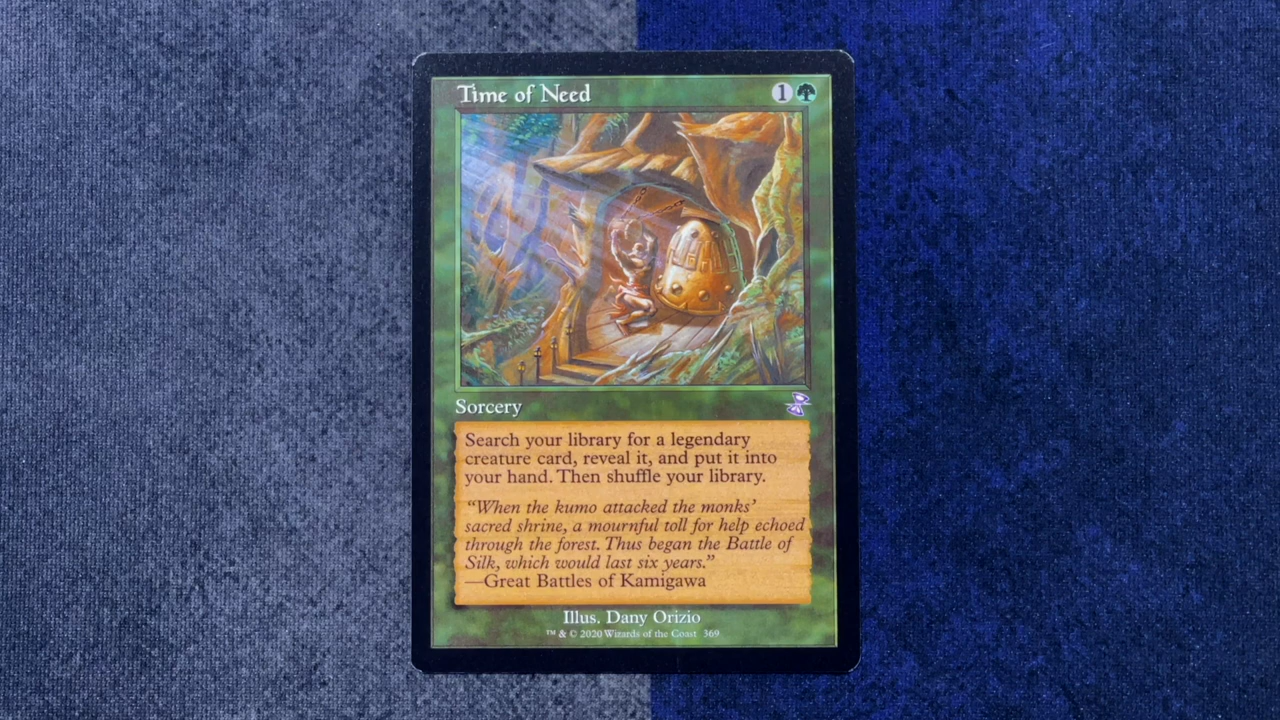 Time of Need 1
Sorcery
Search your library for a legendary
creature card, reveal it, and put it into
your hand. Then shuffle your library.
“When the kumo attacked the monks’
sacred shrine, a mournful toll for help echoed
through the forest. Thus began the Battle of
Silk, which would last six years.”
—Great Battles of Kamigawa
Illus. Dany Orizio
™ & © 2020 Wizards of the Coast 369